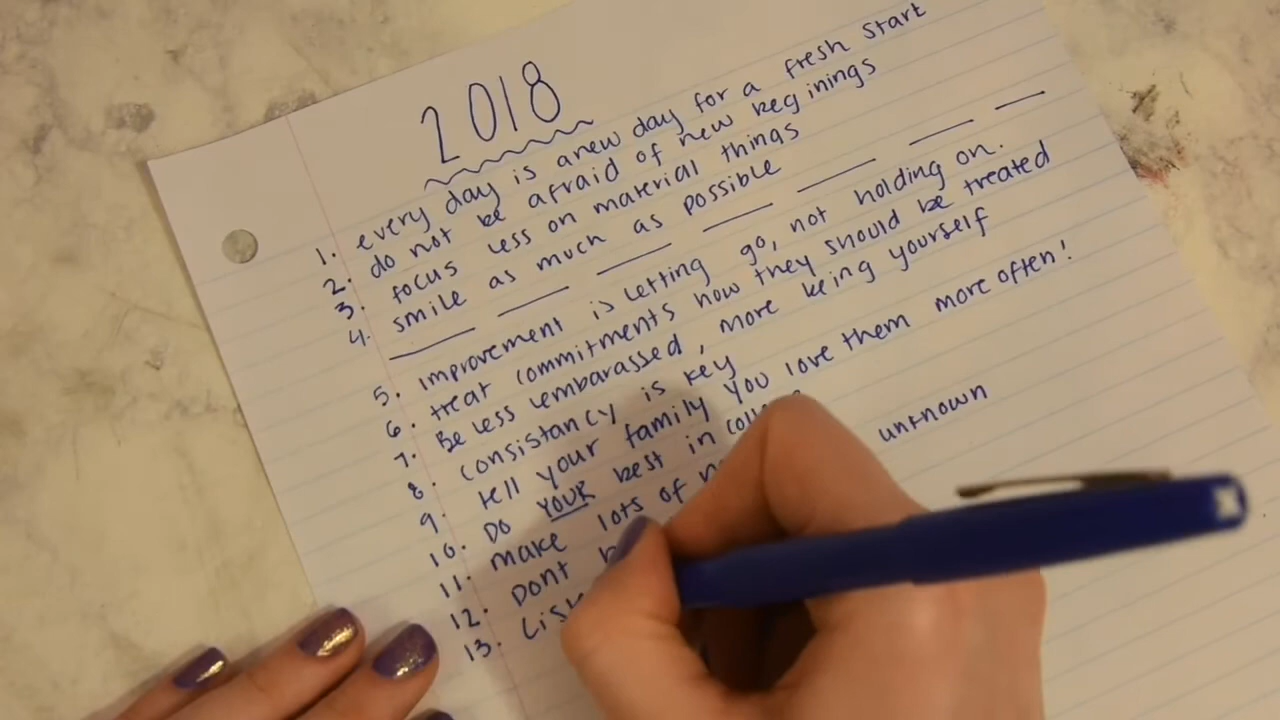 2018
1. every day is a new day for a fresh start
2. do not be afraid of new beginings
3. focus less on material things
4. smile as much as possible
5. improvement is letting go, not holding on.
6. treat commitments how they should be treated
7. Be less embarassed, more being yourself
8. consistancy is key
9. tell your family you love them more often!
10. DO YOUR best in
11. make lots of
12. Dont unknown
13.